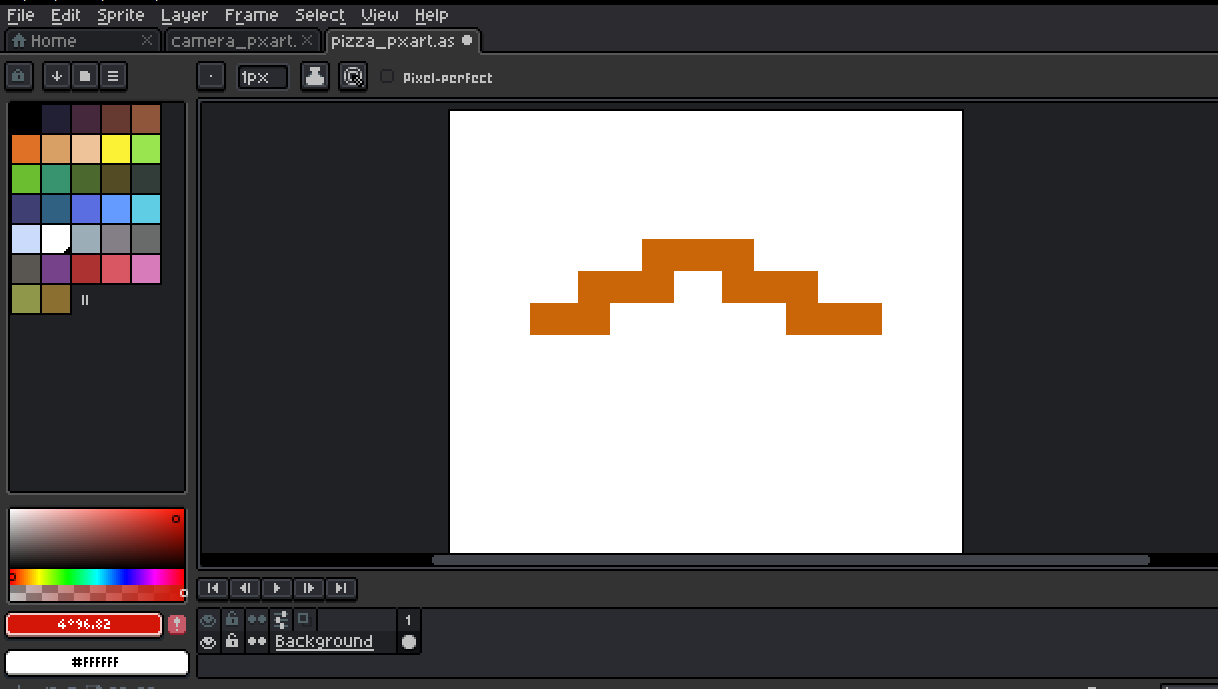 File Edit Sprite Layer Frame Select View Help
Home camera_pxart. pizza_pxart.as
1px Pixel-perfect
1
Background
4°96.82
#FFFFFF